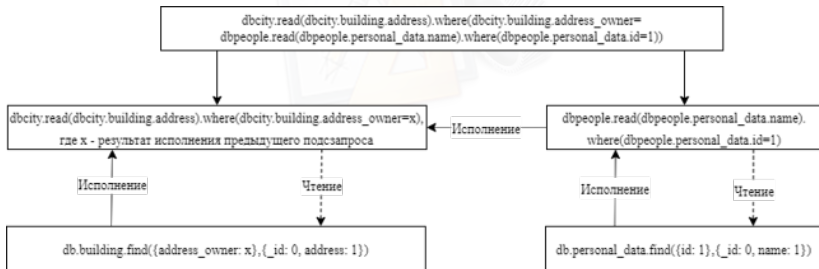 dbcity.read(dbcity.building.address).where(dbcity.building.address_owner=
dbpeople.read(dbpeople.personal_data.name).where(dbpeople.personal_data.id=1))
dbcity.read(dbcity.building.address).where(dbcity.building.address_owner=x),
где x - результат исполнения предыдущего подсзапроса
Исполнение
dbpeople.read(dbpeople.personal_data.name).
where(dbpeople.personal_data.id=1)
Исполнение
Чтение
Исполнение
Чтение
db.building.find({address_owner: x},{_id: 0, address: 1})
db.personal_data.find({id: 1},{_id: 0, name: 1})